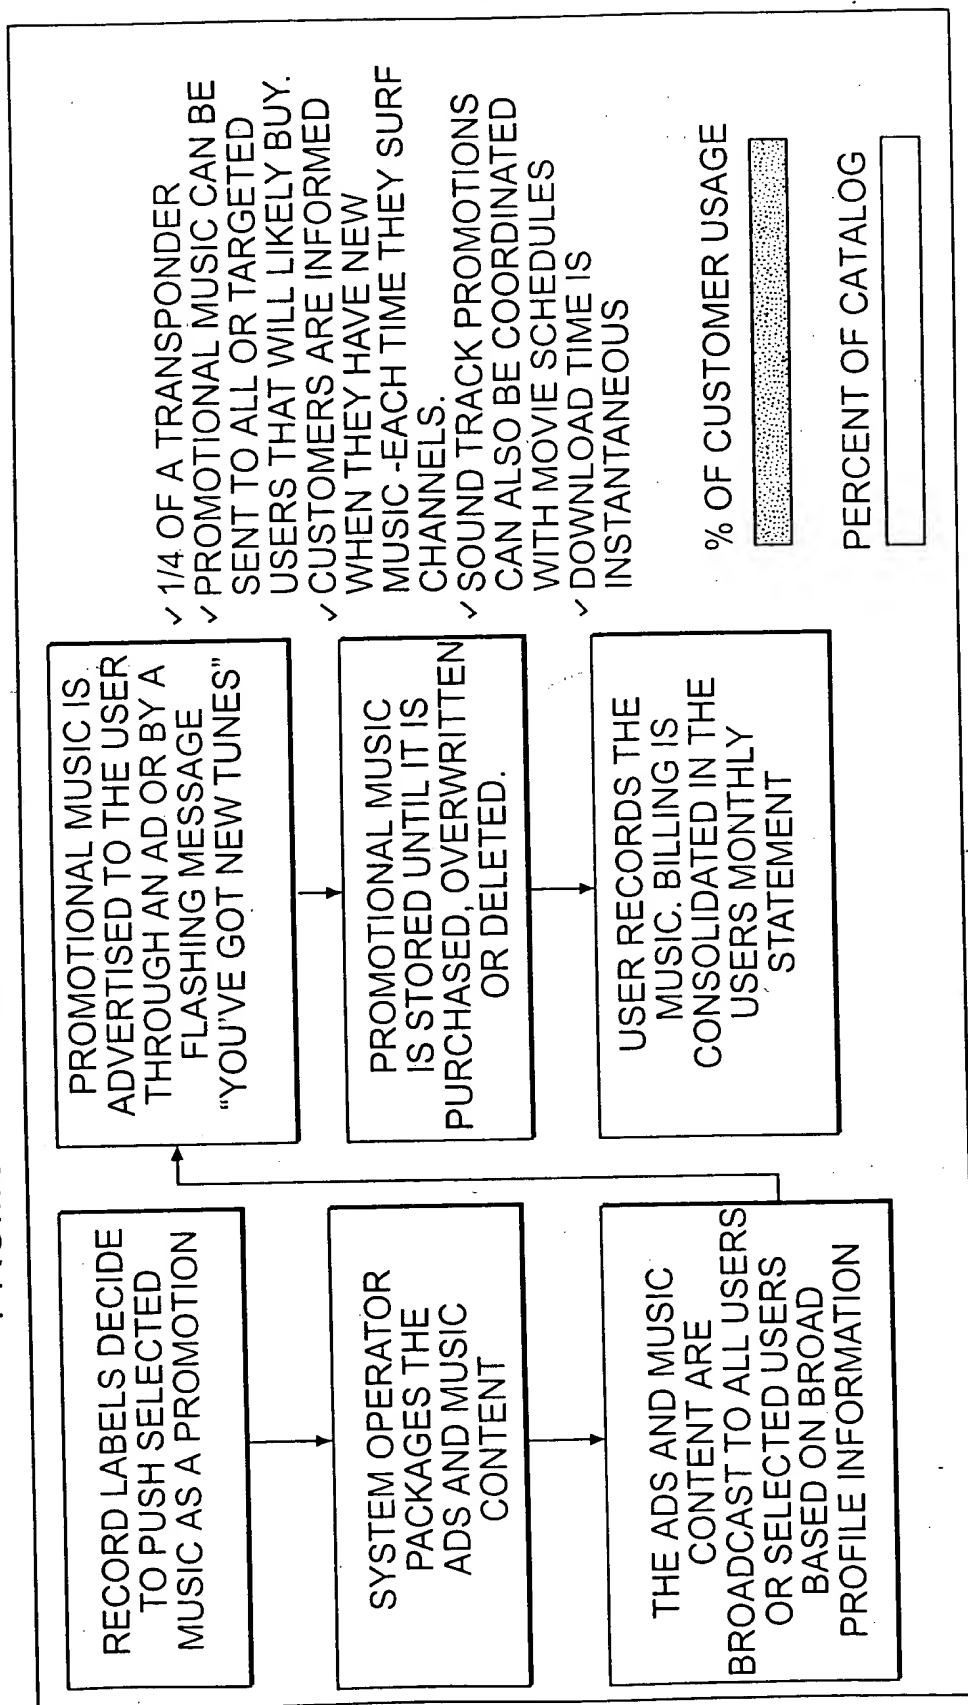 RECORD LABELS DECIDE
TO PUSH SELECTED
MUSIC AS A PROMOTION
SYSTEM OPERATOR
PACKAGES THE
ADS AND MUSIC
CONTENT
THE ADS AND MUSIC
CONTENT ARE
BROADCAST TO ALL USERS
OR SELECTED USERS
BASED ON BROAD
PROFILE INFORMATION
PROMOTIONAL MUSIC IS
ADVERTISED TO THE USER
THROUGH AN AD OR BY A
FLASHING MESSAGE
“YOU'VE GOT NEW TUNES”
PROMOTIONAL MUSIC
IS STORED UNTIL IT IS
PURCHASED, OVERWRITTEN
OR DELETED.
USER RECORDS THE
MUSIC. BILLING IS
CONSOLIDATED IN THE
USERS MONTHLY
STATEMENT
✓ 1/4 OF A TRANSPONDER
✓ PROMOTIONAL MUSIC CAN BE
SENT TO ALL OR TARGETED
USERS THAT WILL LIKELY BUY.
✓ CUSTOMERS ARE INFORMED
WHEN THEY HAVE NEW
MUSIC -EACH TIME THEY SURF
CHANNELS.
✓ SOUND TRACK PROMOTIONS
CAN ALSO BE COORDINATED
WITH MOVIE SCHEDULES
✓ DOWNLOAD TIME IS
INSTANTANEOUS
% OF CUSTOMER USAGE
PERCENT OF CATALOG